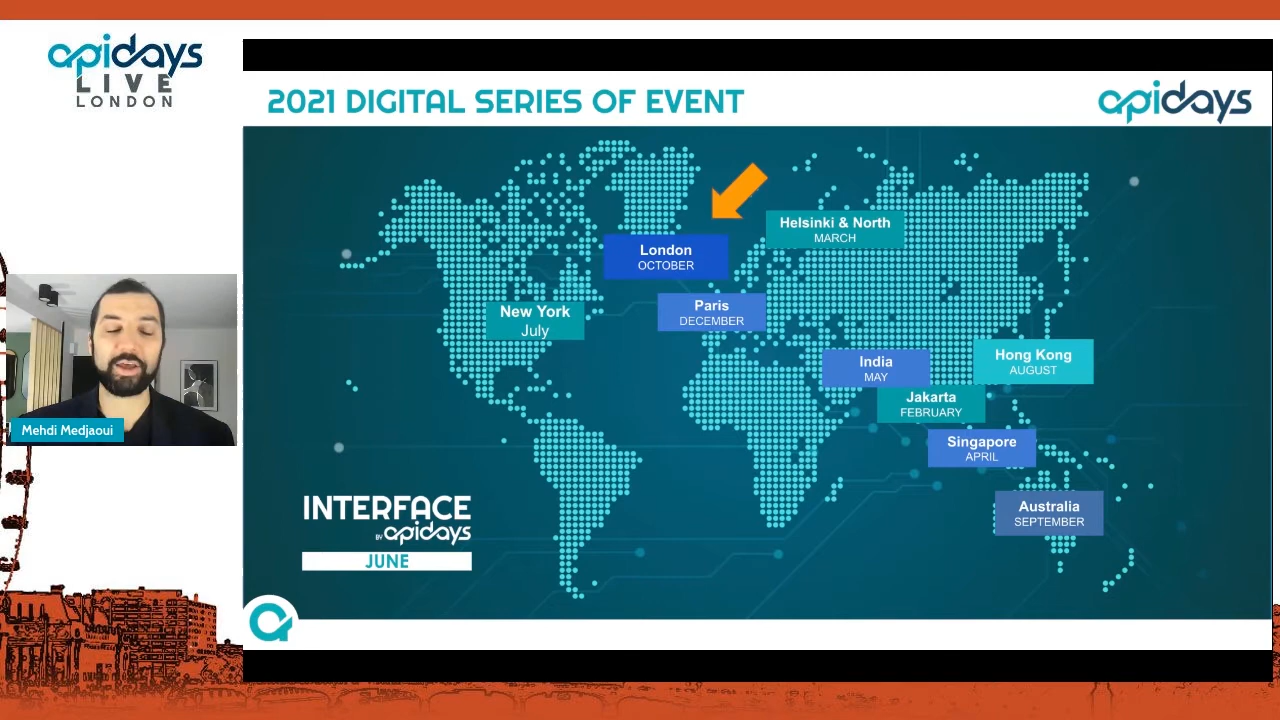 apidays
LIVE
LONDON
2021 DIGITAL SERIES OF EVENT
apidays
Helsinki & North
MARCH
London
OCTOBER
Paris
DECEMBER
New York
July
India
MAY
Hong Kong
AUGUST
Jakarta
FEBRUARY
Singapore
APRIL
Australia
SEPTEMBER
INTERFACE
BY apidays
JUNE
Mehdi Medjaoui